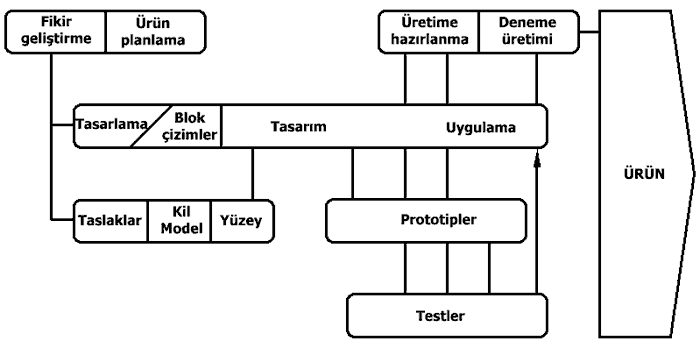 Fikir
geliştirme
Ürün
planlama
Üretime
hazırlanma
Deneme
üretimi
Tasarlama
Blok
çizimler
Tasarım
Uygulama
ÜRÜN
Taslaklar
Kil
Model
Yüzey
Prototipler
Testler